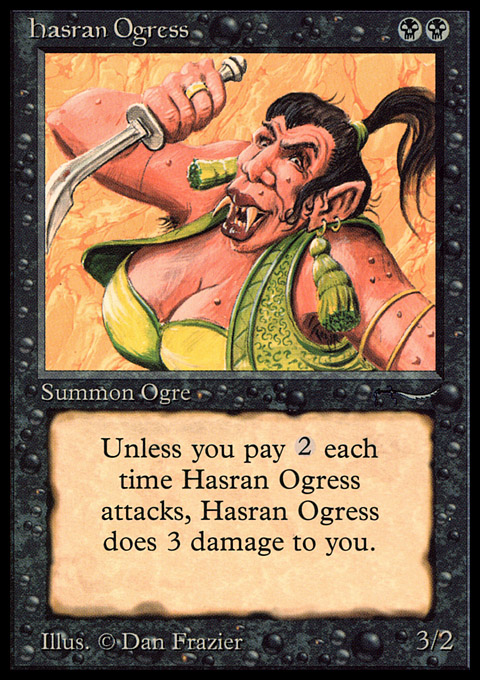 Hasran Ogress
Summon Ogre
Unless you pay 2 each
time Hasran Ogress
attacks, Hasran Ogress
does 3 damage to you.
Illus. © Dan Frazier 3/2